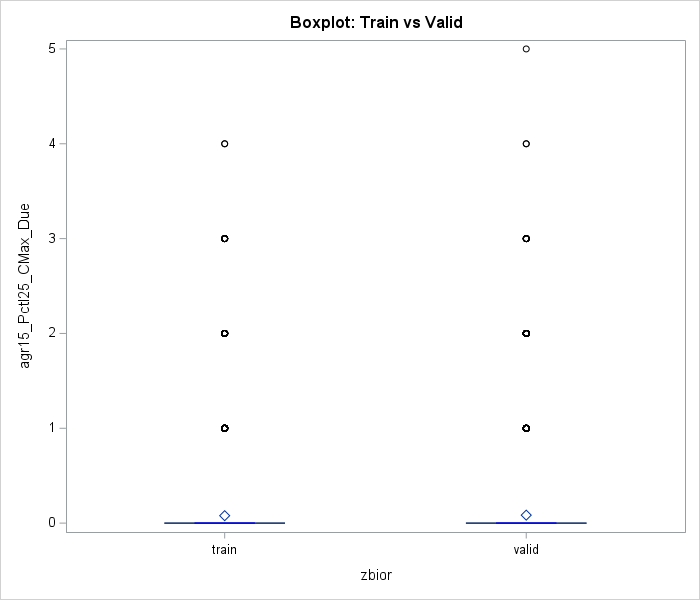 Boxplot: Train vs Valid
5
4
3
2
1
0
agr15_Pctl25_CMax_Due
train
valid
zbior